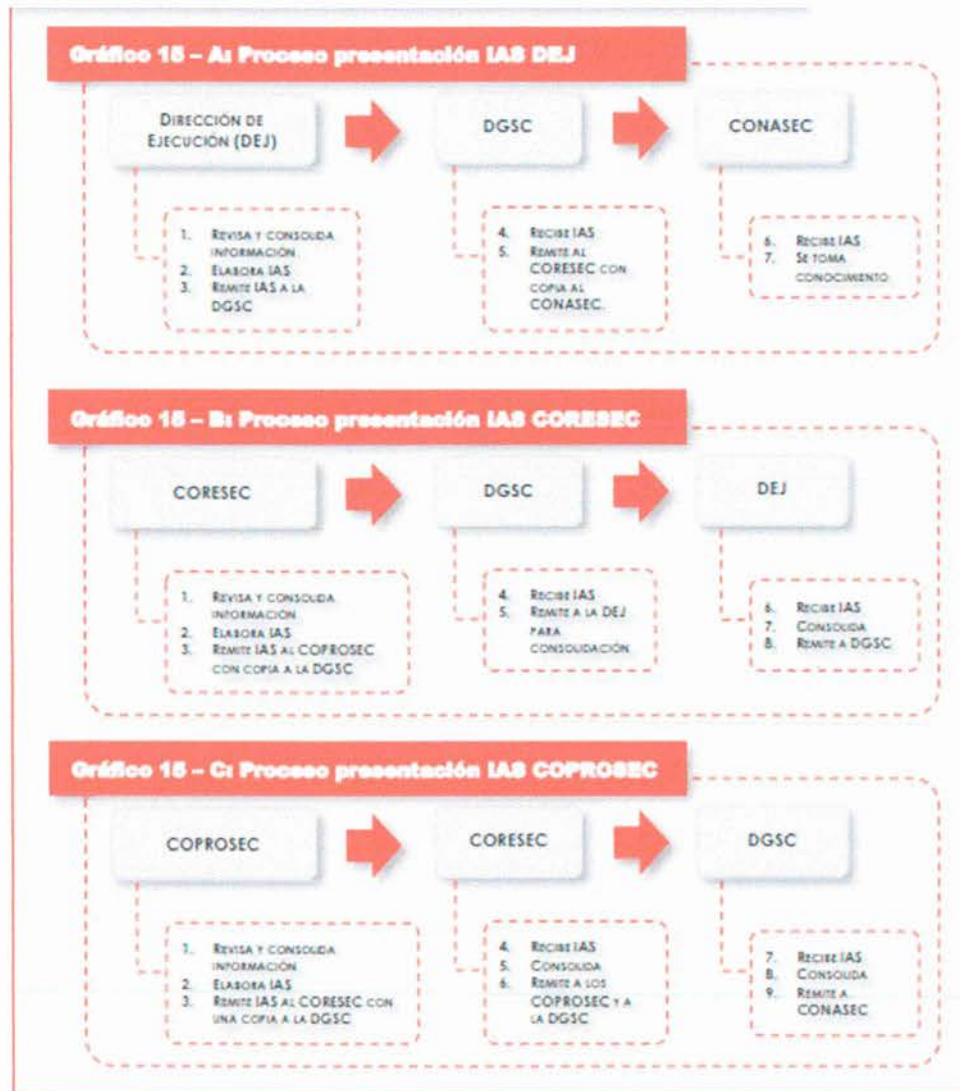 Gráfico 15 – A: Proceso presentación IAS DEJ
DIRECCIÓN DE
EJECUCIÓN (DEJ)
DGSC
CONASEC
1. REVISA Y CONSOLIDA
INFORMACIÓN
2. ELABORA IAS
3. REMITE IAS A LA
DGSC
4. RECIBE IAS
5. REMITE AL
CORESEC CON
COPIA AL
CONASEC.
6. RECIBE IAS
7. SE TOMA
CONOCIMIENTO
Gráfico 15 – B: Proceso presentación IAS CORESEC
CORESEC
DGSC
DEJ
1. REVISA Y CONSOLIDA
INFORMACIÓN
2. ELABORA IAS
3. REMITE IAS AL COPROSEC
CON COPIA A LA DGSC
4. RECIBE IAS
5. REMITE A LA DEJ
PARA
CONSOLIDACIÓN
6. RECIBE IAS
7. CONSOLIDA
8. REMITE A DGSC
Gráfico 15 – C: Proceso presentación IAS COPROSEC
COPROSEC
CORESEC
DGSC
1. REVISA Y CONSOLIDA
INFORMACIÓN
2. ELABORA IAS
3. REMITE IAS AL CORESEC CON
UNA COPIA A LA DGSC
4. RECIBE IAS
5. CONSOLIDA
6. REMITE A LOS
COPROSEC Y A
LA DGSC
7. RECIBE IAS
8. CONSOLIDA
9. REMITE A
CONASEC